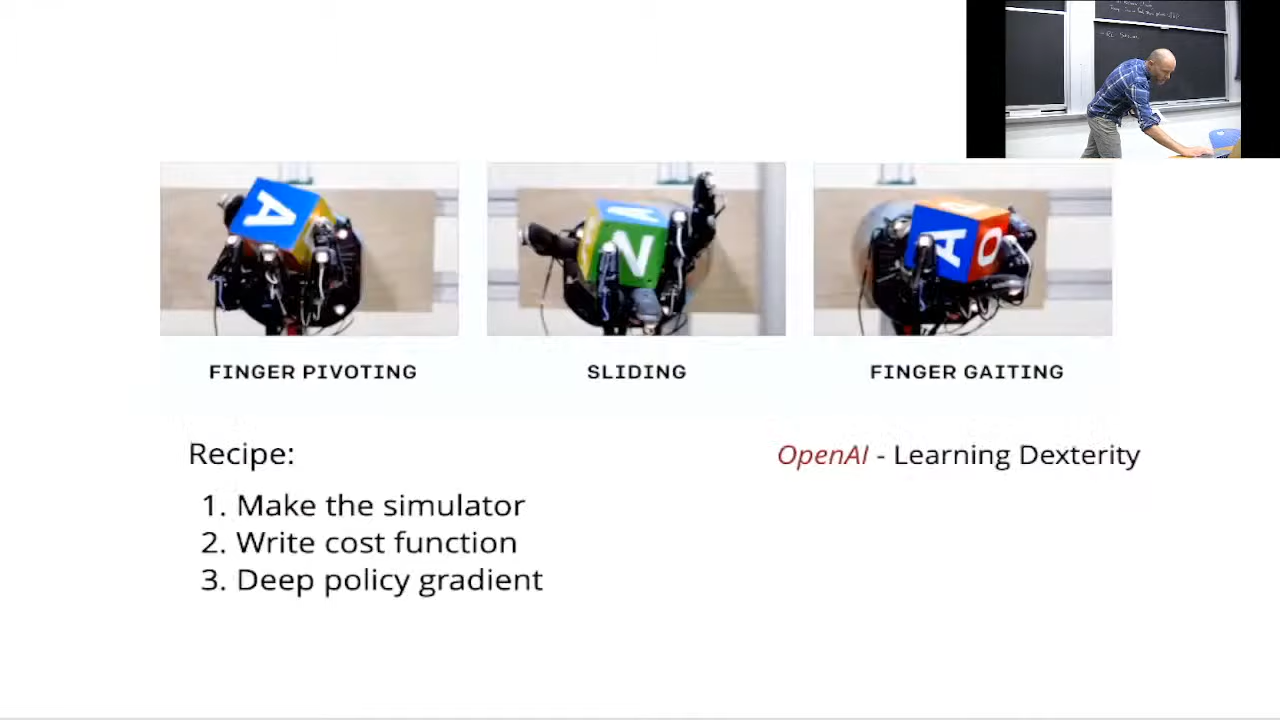 A
N
A
O
FINGER PIVOTING
SLIDING
FINGER GAITING
Recipe:
OpenAI - Learning Dexterity
1. Make the simulator
2. Write cost function
3. Deep policy gradient